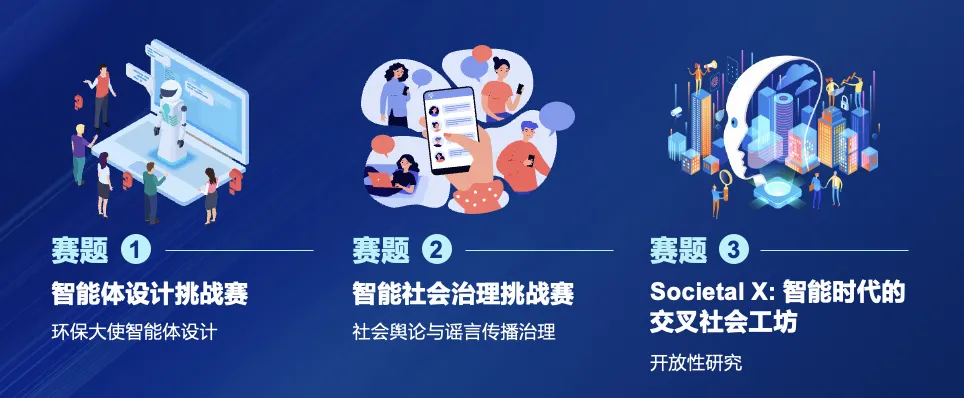 赛题 1
智能体设计挑战赛
环保大使智能体设计
赛题 2
智能社会治理挑战赛
社会舆论与谣言传播治理
赛题 3
Societal X: 智能时代的
交叉社会工坊
开放性研究